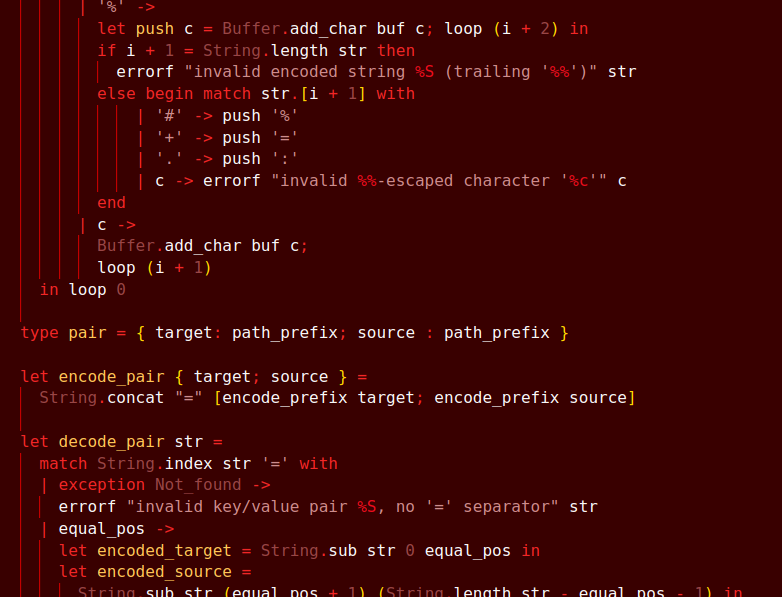 | '%' ->
let push c = Buffer.add_char buf c; loop (i + 2) in
if i + 1 = String.length str then
errorf "invalid encoded string %S (trailing '%%')" str
else begin match str.[i + 1] with
| '#' -> push '%'
| '+' -> push '='
| '.' -> push ':'
| c -> errorf "invalid %%-escaped character '%c'" c
end
| c ->
Buffer.add_char buf c;
loop (i + 1)
in loop 0
type pair = { target: path_prefix; source : path_prefix }
let encode_pair { target; source } =
String.concat "=" [encode_prefix target; encode_prefix source]
let decode_pair str =
match String.index str '=' with
| exception Not_found ->
errorf "invalid key/value pair %S, no '=' separator" str
| equal_pos ->
let encoded_target = String.sub str 0 equal_pos in
let encoded_source =
String.sub str (equal_pos + 1) (String.length str - equal_pos - 1) in